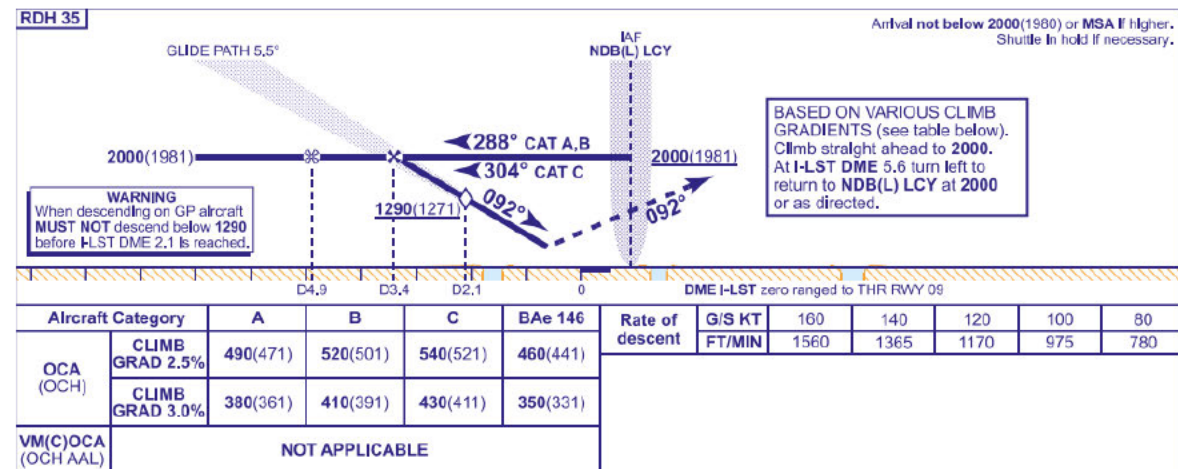 RDH 35
Arrival not below 2000(1980) or MSA if higher.
Shuttle in hold if necessary.
GLIDE PATH 5.5°
IAF
NDB(L) LCY
288° CAT A,B
2000(1981)
2000(1981)
304° CAT C
1290(1271)
092°
092°
BASED ON VARIOUS CLIMB
GRADIENTS (see table below).
Climb straight ahead to 2000.
At I-LST DME 5.6 turn left to
return to NDB(L) LCY at 2000
or as directed.
WARNING
When descending on GP aircraft
MUST NOT descend below 1290
before I-LST DME 2.1 is reached.
D4.9 D3.4 D2.1 0 DME I-LST zero ranged to THR RWY 09
Aircraft Category A B C BAe 146
OCA
(OCH)
CLIMB
GRAD 2.5% 490(471) 520(501) 540(521) 460(441)
CLIMB
GRAD 3.0% 380(361) 410(391) 430(411) 350(331)
VM(C)OCA
(OCH AAL)
NOT APPLICABLE
Rate of
descent
G/S KT 160 140 120 100 80
FT/MIN 1560 1365 1170 975 780